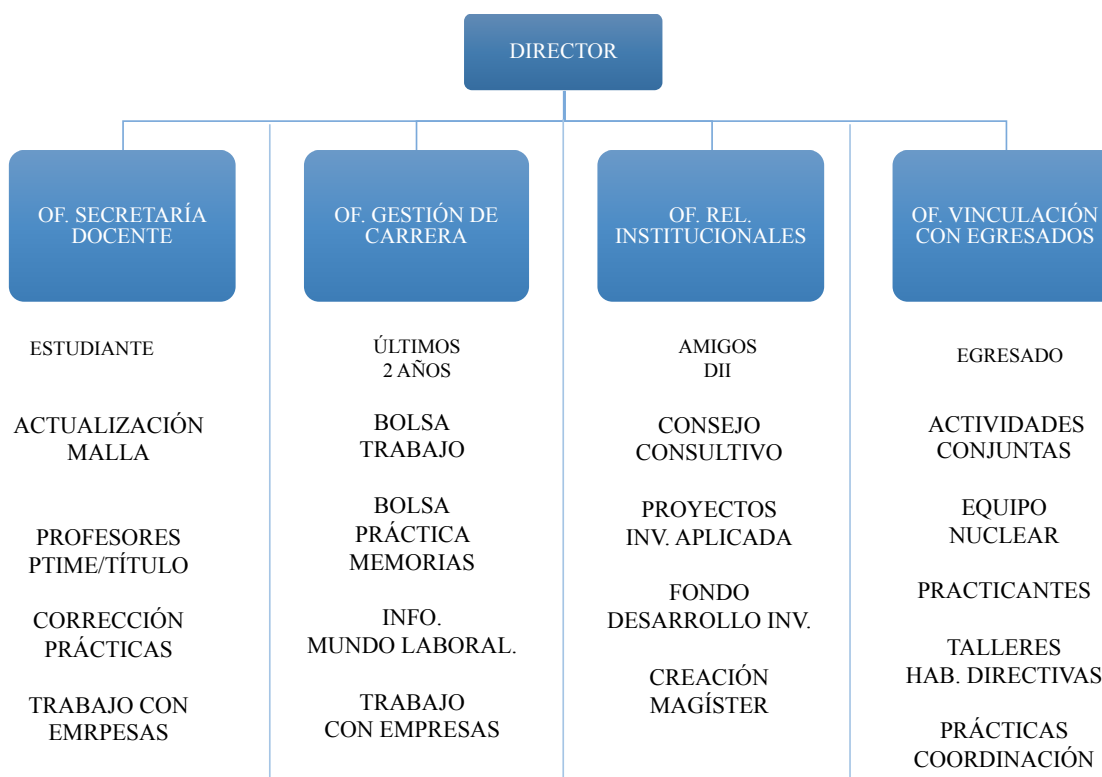 DIRECTOR
OF. SECRETARÍA
DOCENTE
OF. GESTIÓN DE
CARRERA
OF. REL.
INSTITUCIONALES
OF. VINCULACIÓN
CON EGRESADOS
ESTUDIANTE
ACTUALIZACIÓN
MALLA
PROFESORES
PTIME/TÍTULO
CORRECCIÓN
PRÁCTICAS
TRABAJO CON
EMRPESAS
ÚLTIMOS
2 AÑOS
BOLSA
TRABAJO
BOLSA
PRÁCTICA
MEMORIAS
INFO.
MUNDO LABORAL.
TRABAJO
CON EMPRESAS
AMIGOS
DII
CONSEJO
CONSULTIVO
PROYECTOS
INV. APLICADA
FONDO
DESARROLLO INV.
CREACIÓN
MAGÍSTER
EGRESADO
ACTIVIDADES
CONJUNTAS
EQUIPO
NUCLEAR
PRACTICANTES
TALLERES
HAB. DIRECTIVAS
PRÁCTICAS
COORDINACIÓN